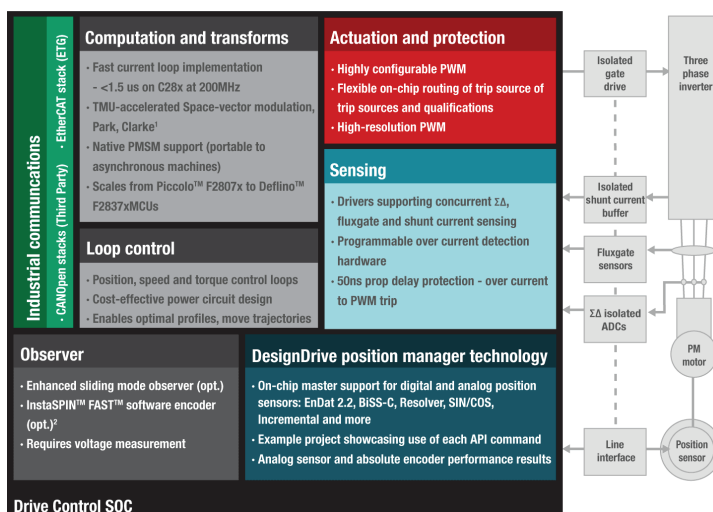 Industrial communcations
· CANOpen stacks (Third Party)
· EtherCAT stack (ETG)
Computation and transforms
· Fast current loop implementation
- <1.5 us on C28x at 200MHz
· TMU-accelerated Space-vector modulation,
Park, Clarke¹
· Native PMSM support (portable to
asynchronous machines)
· Scales from Piccolo™ F2807x to Deflino™
F2837xMCUs
Loop control
· Position, speed and torque control loops
· Cost-effective power circuit design
· Enables optimal profiles, move trajectories
Actuation and protection
· Highly configurable PWM
· Flexible on-chip routing of trip source of
trip sources and qualifications
· High-resolution PWM
Sensing
· Drivers supporting concurrent ΣΔ,
fluxgate and shunt current sensing
· Programmable over current detection
hardware
· 50ns prop delay protection - over current
to PWM trip
Observer
· Enhanced sliding mode observer (opt.)
· InstaSPIN™ FAST™ software encoder
(opt.)²
· Requires voltage measurement
DesignDrive position manager technology
· On-chip master support for digital and analog position
sensors: EnDat 2.2, BiSS-C, Resolver, SIN/COS,
Incremental and more
· Example project showcasing use of each API command
· Analog sensor and absolute encoder performance results
Drive Control SOC
Isolated
gate
drive
Three
phase
inverter
Isolated
shunt current
buffer
Fluxgate
sensors
ΣΔ isolated
ADCs
PM
motor
Line
interface
Position
sensor